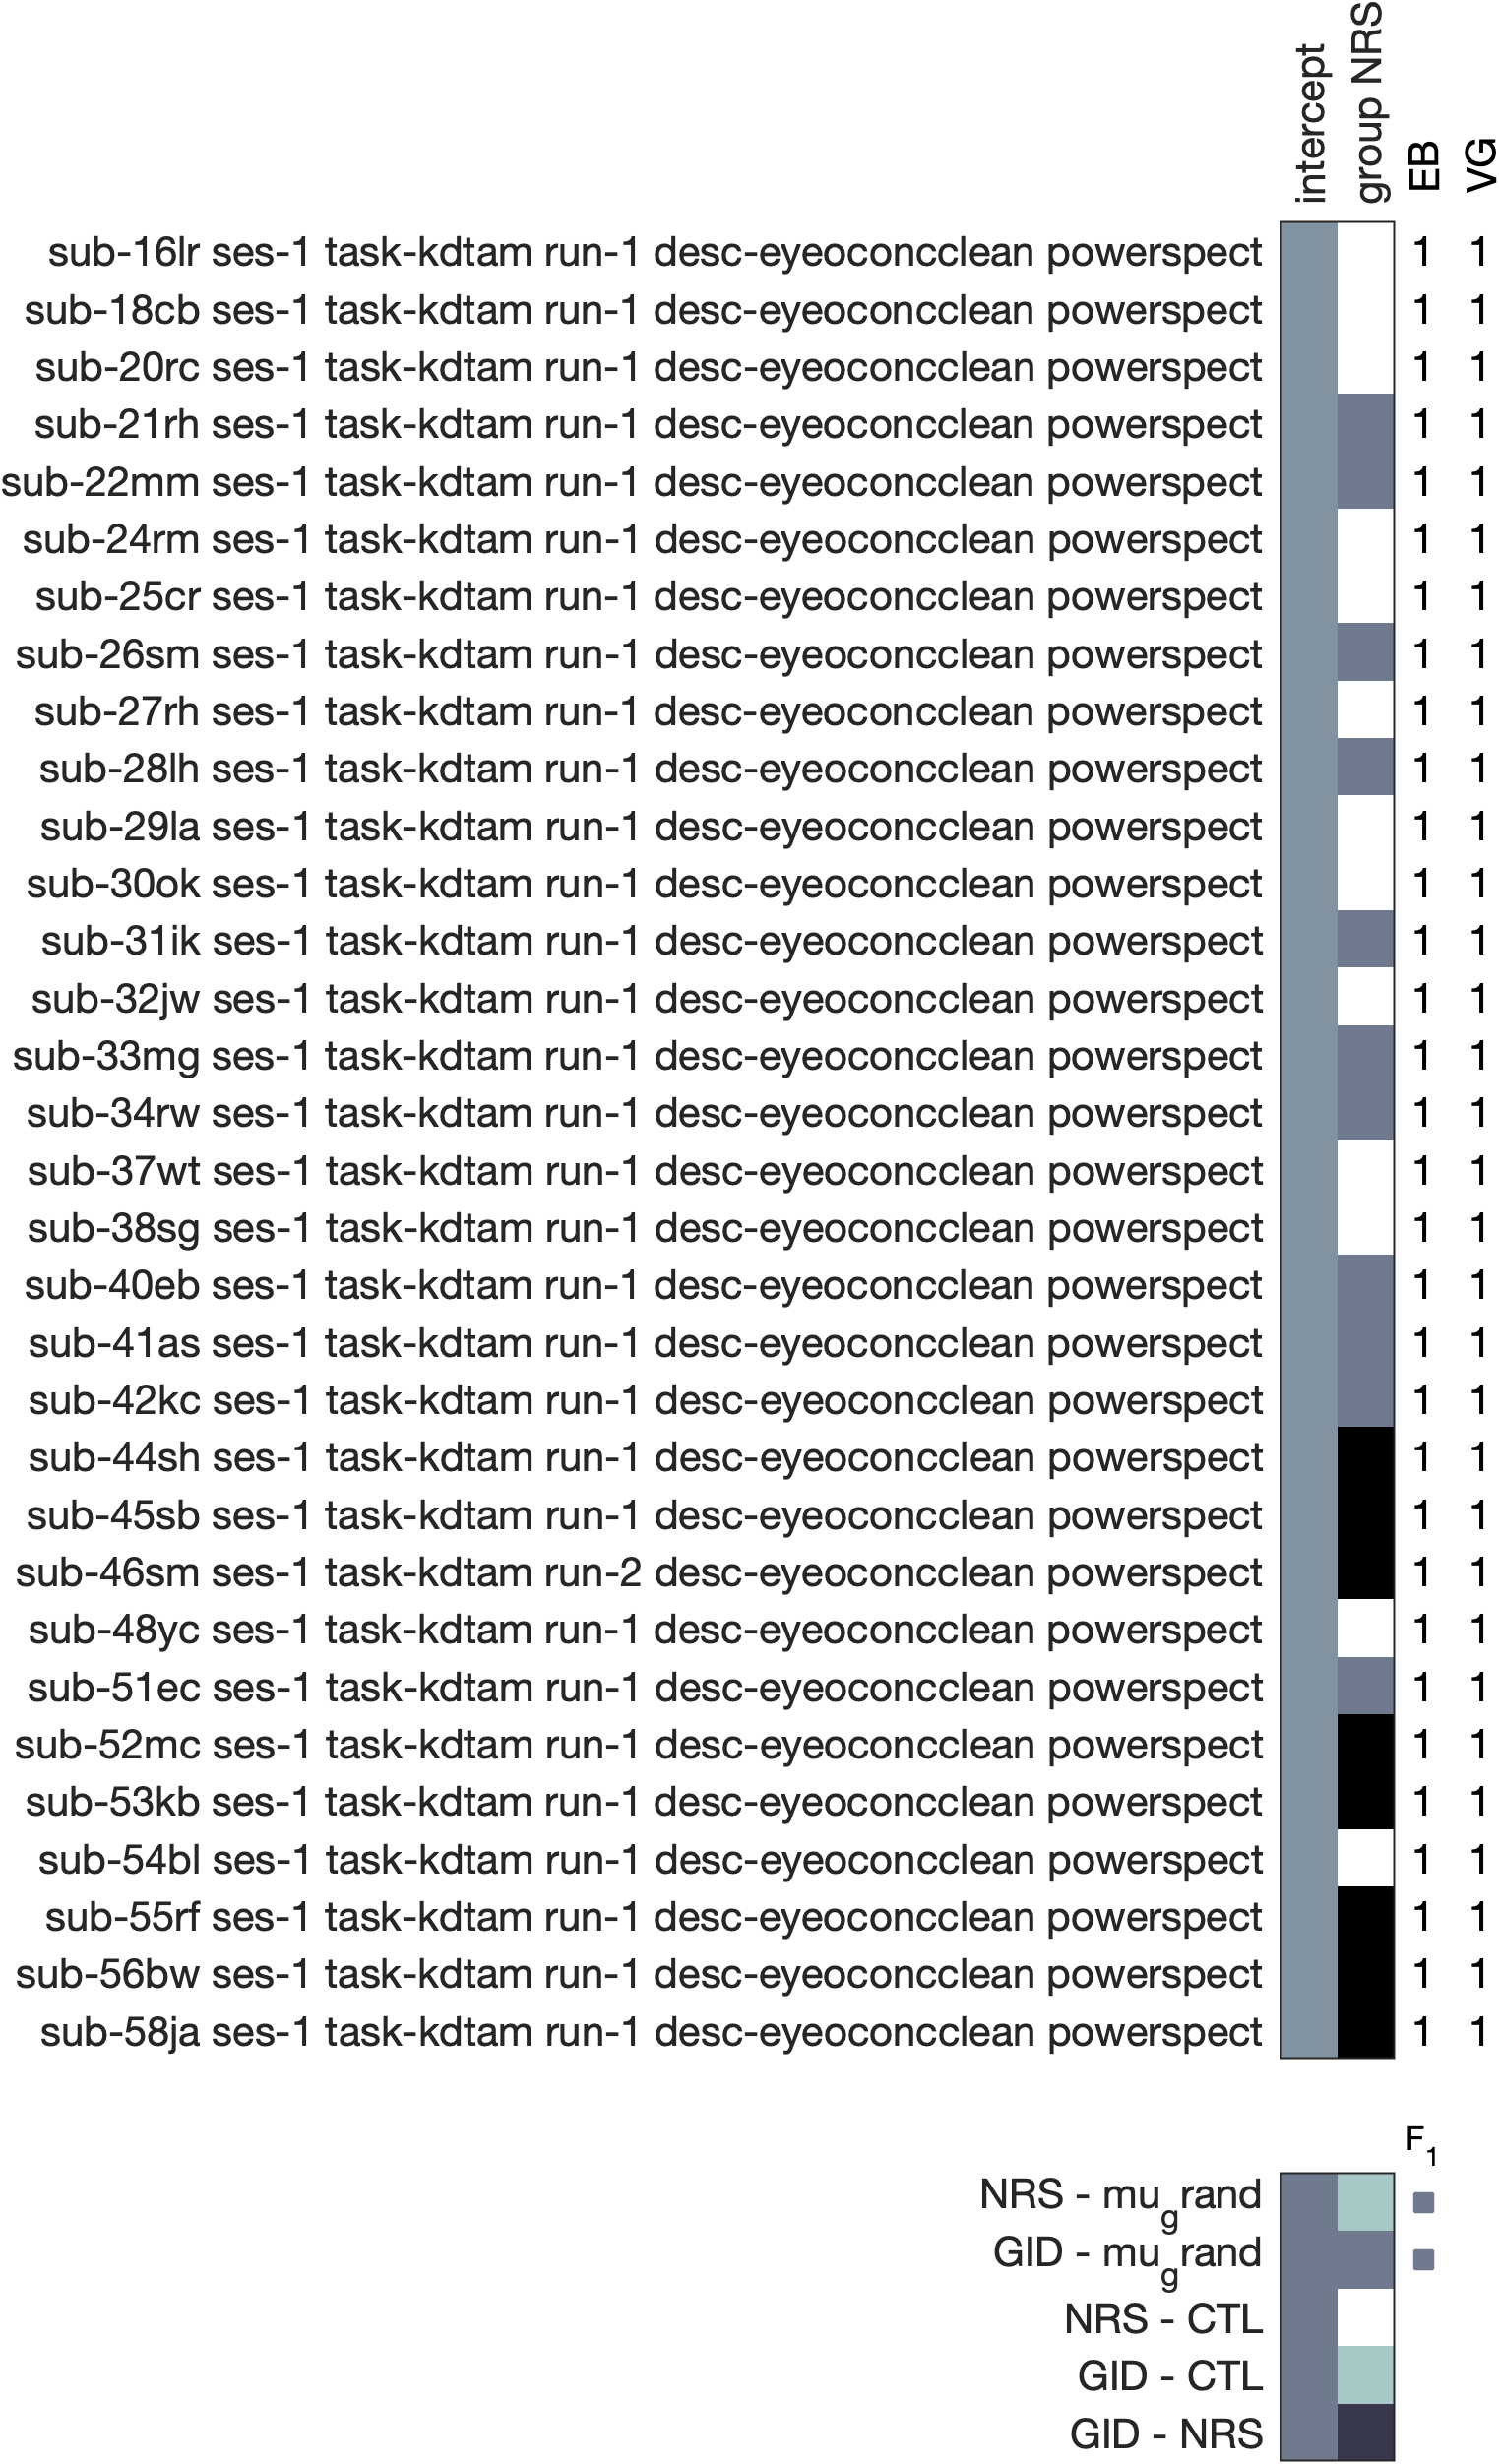 intercept
group NRS
EB
VG
sub-16lr ses-1 task-kdtam run-1 desc-eyeoconcclean powerspect 1 1
sub-18cb ses-1 task-kdtam run-1 desc-eyeoconcclean powerspect 1 1
sub-20rc ses-1 task-kdtam run-1 desc-eyeoconcclean powerspect 1 1
sub-21rh ses-1 task-kdtam run-1 desc-eyeoconcclean powerspect 1 1
sub-22mm ses-1 task-kdtam run-1 desc-eyeoconcclean powerspect 1 1
sub-24rm ses-1 task-kdtam run-1 desc-eyeoconcclean powerspect 1 1
sub-25cr ses-1 task-kdtam run-1 desc-eyeoconcclean powerspect 1 1
sub-26sm ses-1 task-kdtam run-1 desc-eyeoconcclean powerspect 1 1
sub-27rh ses-1 task-kdtam run-1 desc-eyeoconcclean powerspect 1 1
sub-28lh ses-1 task-kdtam run-1 desc-eyeoconcclean powerspect 1 1
sub-29la ses-1 task-kdtam run-1 desc-eyeoconcclean powerspect 1 1
sub-30ok ses-1 task-kdtam run-1 desc-eyeoconcclean powerspect 1 1
sub-31ik ses-1 task-kdtam run-1 desc-eyeoconcclean powerspect 1 1
sub-32jw ses-1 task-kdtam run-1 desc-eyeoconcclean powerspect 1 1
sub-33mg ses-1 task-kdtam run-1 desc-eyeoconcclean powerspect 1 1
sub-34rw ses-1 task-kdtam run-1 desc-eyeoconcclean powerspect 1 1
sub-37wt ses-1 task-kdtam run-1 desc-eyeoconcclean powerspect 1 1
sub-38sg ses-1 task-kdtam run-1 desc-eyeoconcclean powerspect 1 1
sub-40eb ses-1 task-kdtam run-1 desc-eyeoconcclean powerspect 1 1
sub-41as ses-1 task-kdtam run-1 desc-eyeoconcclean powerspect 1 1
sub-42kc ses-1 task-kdtam run-1 desc-eyeoconcclean powerspect 1 1
sub-44sh ses-1 task-kdtam run-1 desc-eyeoconcclean powerspect 1 1
sub-45sb ses-1 task-kdtam run-1 desc-eyeoconcclean powerspect 1 1
sub-46sm ses-1 task-kdtam run-2 desc-eyeoconcclean powerspect 1 1
sub-48yc ses-1 task-kdtam run-1 desc-eyeoconcclean powerspect 1 1
sub-51ec ses-1 task-kdtam run-1 desc-eyeoconcclean powerspect 1 1
sub-52mc ses-1 task-kdtam run-1 desc-eyeoconcclean powerspect 1 1
sub-53kb ses-1 task-kdtam run-1 desc-eyeoconcclean powerspect 1 1
sub-54bl ses-1 task-kdtam run-1 desc-eyeoconcclean powerspect 1 1
sub-55rf ses-1 task-kdtam run-1 desc-eyeoconcclean powerspect 1 1
sub-56bw ses-1 task-kdtam run-1 desc-eyeoconcclean powerspect 1 1
sub-58ja ses-1 task-kdtam run-1 desc-eyeoconcclean powerspect 1 1
F1
NRS - mugrand
GID - mugrand
NRS - CTL
GID - CTL
GID - NRS